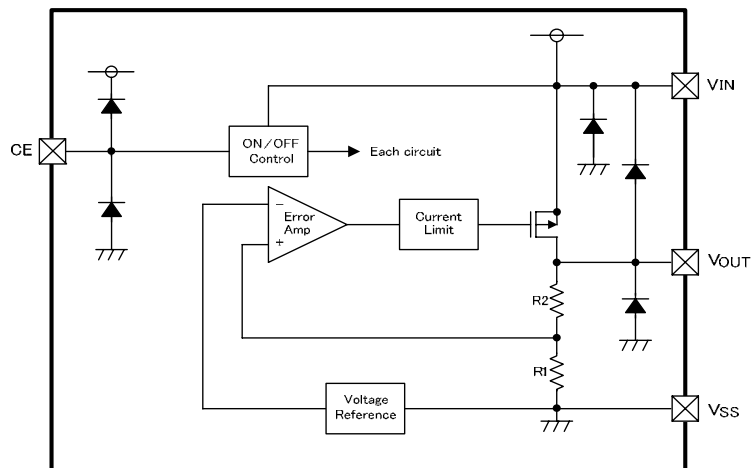 VIN
CE
ON/OFF
Control
Each circuit
−
Error
Amp
+
Current
Limit
VOUT
R2
R1
Voltage
Reference
VSS